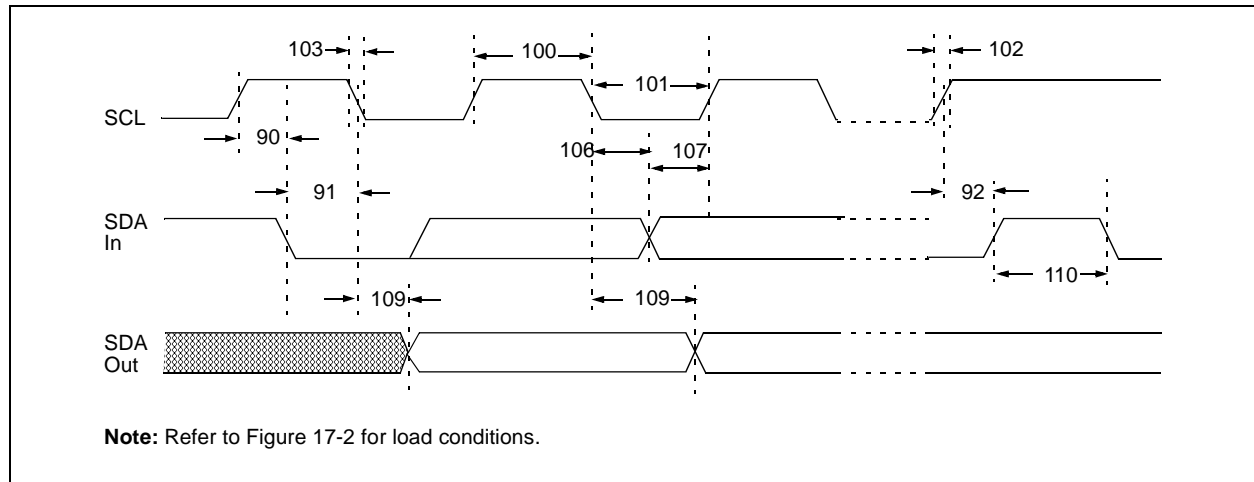 103 100 102
101
SCL
90 106 107
91 92
SDA
In
110
109 109
SDA
Out
Note: Refer to Figure 17-2 for load conditions.